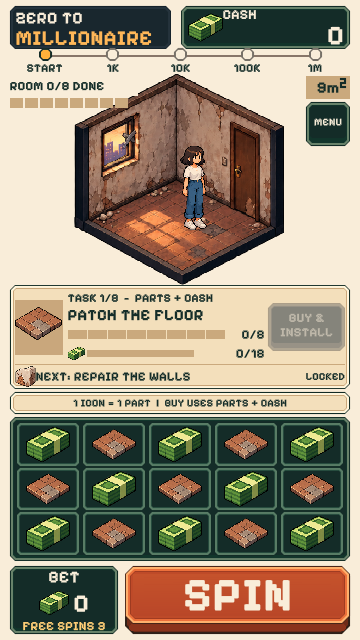 ZERO TO
MILLIONAIRE
CASH
0
START
1K
10K
100K
1M
ROOM 0/8 DONE
9m²
MENU
TASK 1/8 - PARTS + CASH
PATCH THE FLOOR
0/8
0/18
BUY &
INSTALL
NEXT: REPAIR THE WALLS
LOCKED
1 ICON = 1 PART | BUY USES PARTS + CASH
BET
0
FREE SPINS 3
SPIN